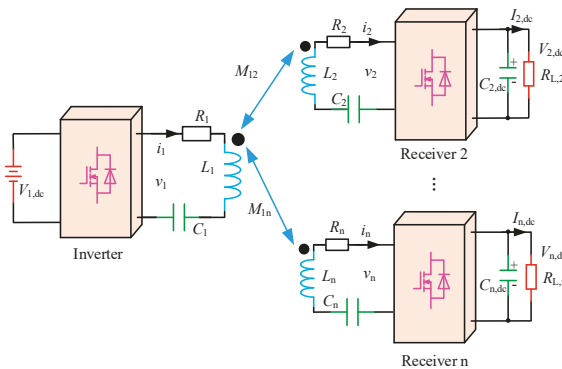 V1,dc
Inverter
i1
v1
R1
L1
C1
M12
M1n
R2
i2
L2
v2
C2
Receiver 2
I2,dc
+
-
C2,dc
V2,dc
RL,2
...
Rn
in
Ln
vn
Cn
Receiver n
In,dc
+
-
Cn,dc
Vn,d
RL,